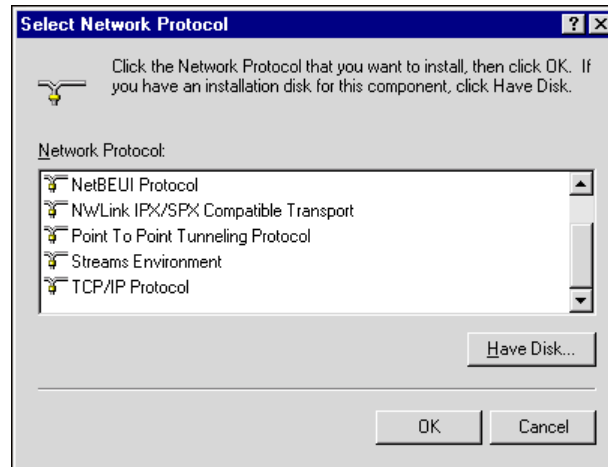 Select Network Protocol
Click the Network Protocol that you want to install, then click OK.  If
you have an installation disk for this component, click Have Disk.
Network Protocol:
NetBEUI Protocol
NWLink IPX/SPX Compatible Transport
Point To Point Tunneling Protocol
Streams Environment
TCP/IP Protocol
Have Disk...
OK
Cancel